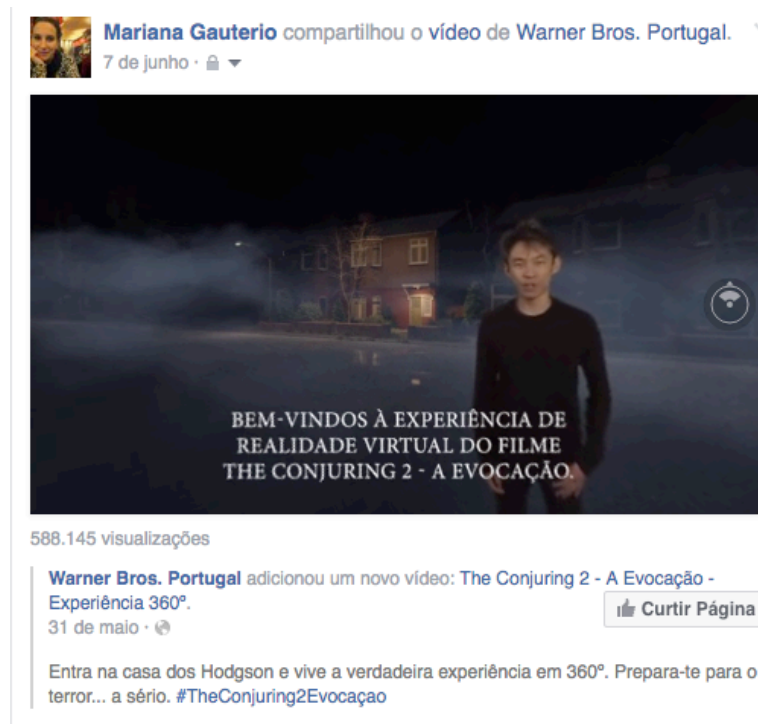 Mariana Gauterio compartilhou o vídeo de Warner Bros. Portugal.
7 de junho ·
BEM-VINDOS À EXPERIÊNCIA DE
REALIDADE VIRTUAL DO FILME
THE CONJURING 2 - A EVOCAÇÃO.
588.145 visualizações
Warner Bros. Portugal adicionou um novo vídeo: The Conjuring 2 - A Evocação -
Experiência 360º.
Curtir Página
31 de maio ·
Entra na casa dos Hodgson e vive a verdadeira experiência em 360º. Prepara-te para o
terror... a sério. #TheConjuring2Evocaçao